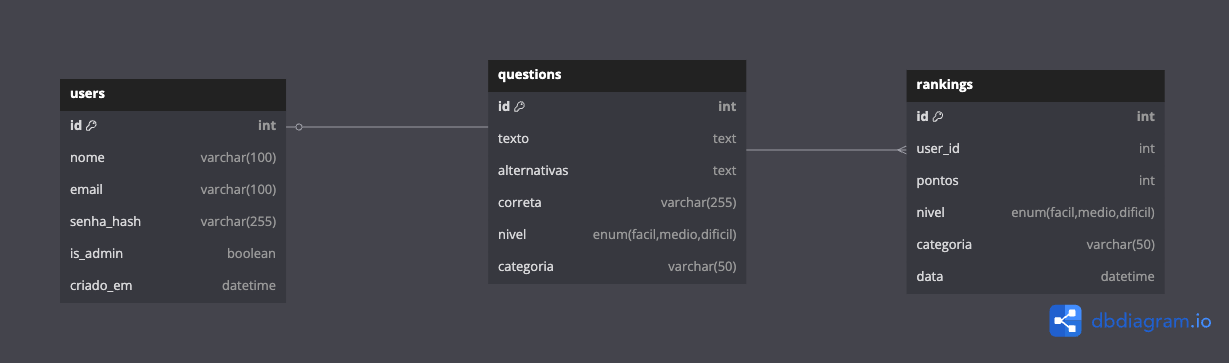 users
id int
nome varchar(100)
email varchar(100)
senha_hash varchar(255)
is_admin boolean
criado_em datetime
questions
id int
texto text
alternativas text
correta varchar(255)
nivel enum(facil,medio,dificil)
categoria varchar(50)
rankings
id int
user_id int
pontos int
nivel enum(facil,medio,dificil)
categoria varchar(50)
data datetime
dbdiagram.io